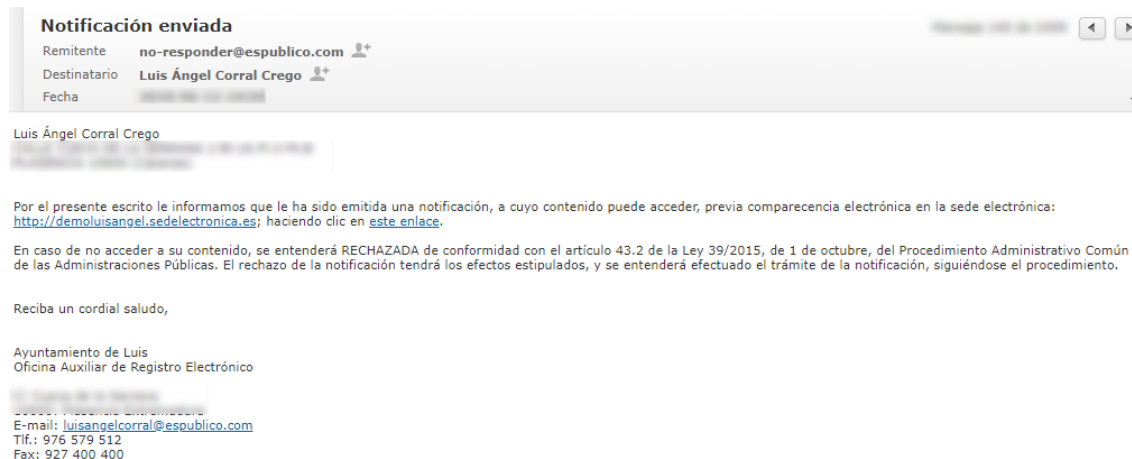 Notificación enviada
Remitente no-responder@espublico.com
Destinatario Luis Ángel Corral Crego
Fecha
Luis Ángel Corral Crego
Por el presente escrito le informamos que le ha sido emitida una notificación, a cuyo contenido puede acceder, previa comparecencia electrónica en la sede electrónica:
http://demoluisangel.sedelectronica.es; haciendo clic en este enlace.
En caso de no acceder a su contenido, se entenderá RECHAZADA de conformidad con el artículo 43.2 de la Ley 39/2015, de 1 de octubre, del Procedimiento Administrativo Común
de las Administraciones Públicas. El rechazo de la notificación tendrá los efectos estipulados, y se entenderá efectuado el trámite de la notificación, siguiéndose el procedimiento.
Reciba un cordial saludo,
Ayuntamiento de Luis
Oficina Auxiliar de Registro Electrónico
E-mail: luisangelcorral@espublico.com
Tlf.: 976 579 512
Fax: 927 400 400